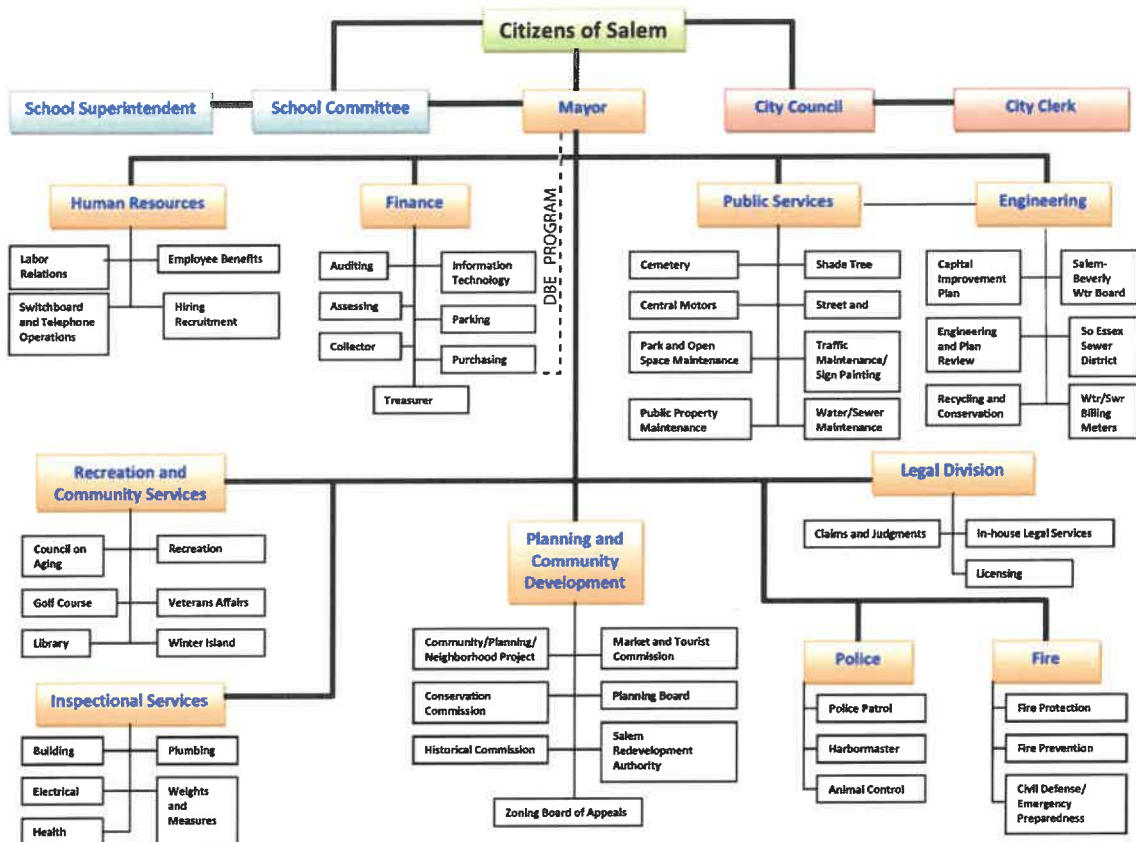 Citizens of Salem
School Superintendent
School Committee
Mayor
City Council
City Clerk
DBE PROGRAM
Human Resources
Labor
Relations
Employee Benefits
Switchboard
and Telephone
Operations
Hiring
Recruitment
Finance
Auditing
Information
Technology
Assessing
Parking
Collector
Purchasing
Treasurer
Public Services
Cemetery
Shade Tree
Central Motors
Street and
Park and Open
Space Maintenance
Traffic
Maintenance/
Sign Painting
Public Property
Maintenance
Water/Sewer
Maintenance
Engineering
Capital
Improvement
Plan
Salem-
Beverly
Wtr Board
Engineering
and Plan
Review
So Essex
Sewer
District
Recycling and
Conservation
Wtr/Swr
Billing
Meters
Recreation and
Community Services
Council on
Aging
Recreation
Golf Course
Veterans Affairs
Library
Winter Island
Legal Division
Claims and Judgments
In-house Legal Services
Licensing
Planning and
Community
Development
Community/Planning/
Neighborhood Project
Market and Tourist
Commission
Conservation
Commission
Planning Board
Historical Commission
Salem
Redevelopment
Authority
Zoning Board of Appeals
Inspectional Services
Building
Plumbing
Electrical
Weights
and
Measures
Health
Police
Police Patrol
Harbormaster
Animal Control
Fire
Fire Protection
Fire Prevention
Civil Defense/
Emergency
Preparedness